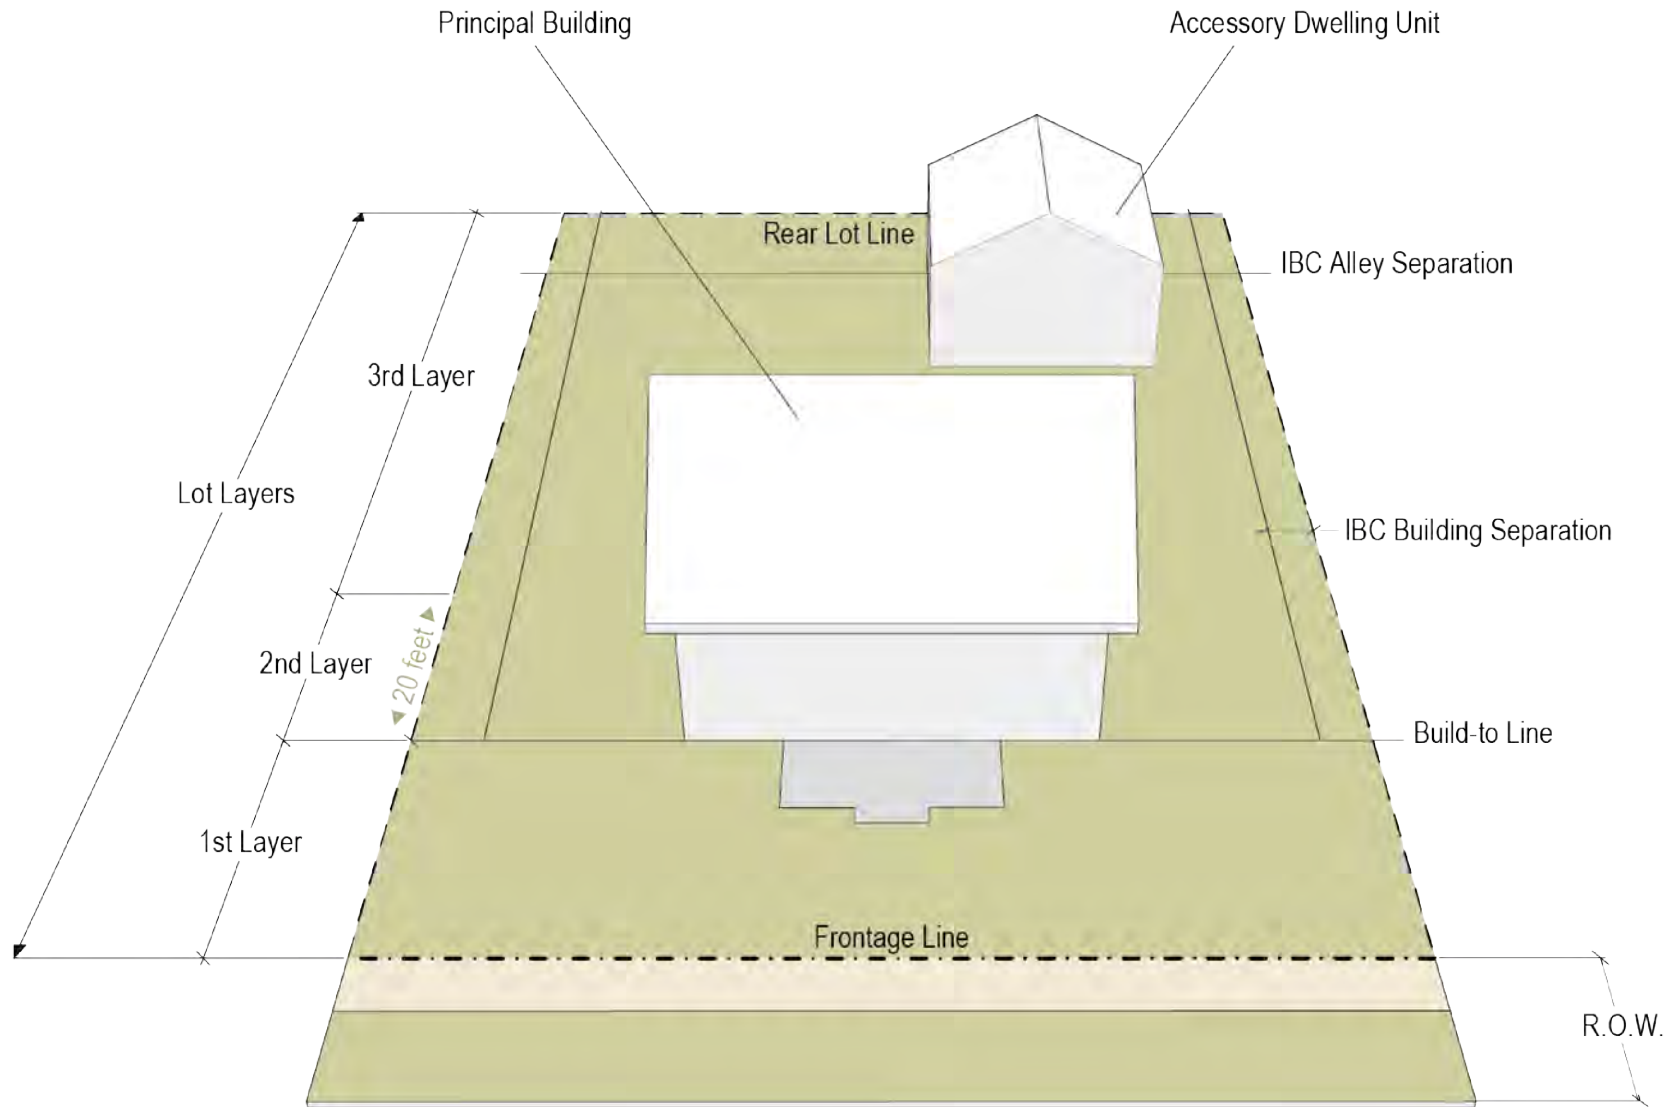 Principal Building
Accessory Dwelling Unit
Rear Lot Line
IBC Alley Separation
3rd Layer
Lot Layers
IBC Building Separation
20 feet
2nd Layer
Build-to Line
1st Layer
Frontage Line
R.O.W.